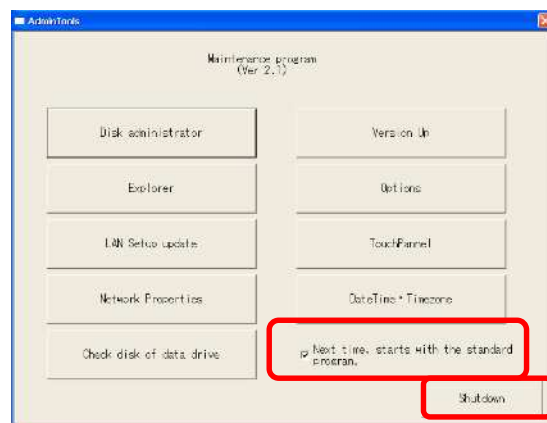 AdminTools
Maintenance program
(Ver 2.1)
Disk administrator
Version Up
Explorer
Options
LAN Setup update
TouchPannel
Network Properties
DateTime・Timezone
Check disk of data drive
Next time, starts with the standard
program.
Shutdown